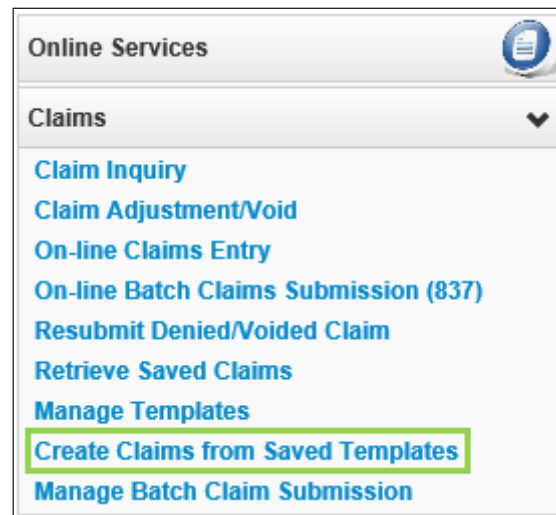 Online Services
Claims
Claim Inquiry
Claim Adjustment/Void
On-line Claims Entry
On-line Batch Claims Submission (837)
Resubmit Denied/Voided Claim
Retrieve Saved Claims
Manage Templates
Create Claims from Saved Templates
Manage Batch Claim Submission